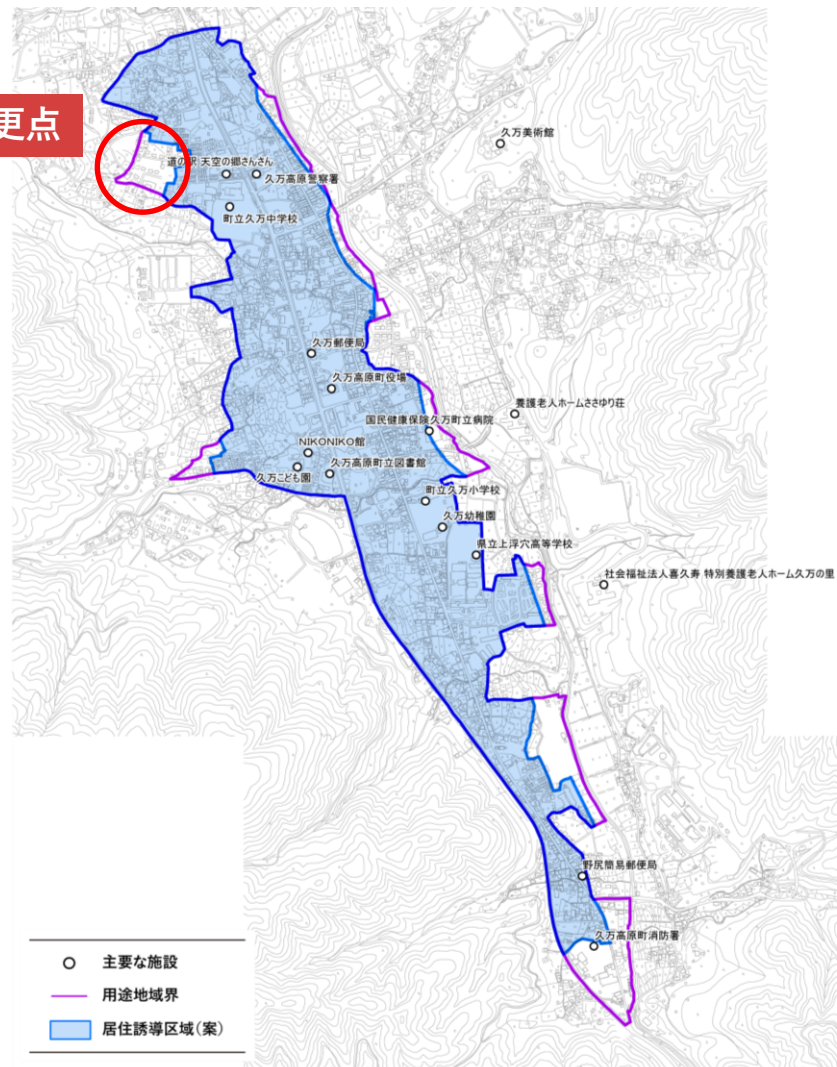 更点
久万美術館
道の駅 天空の郷さんさん
久万高原警察署
町立久万中学校
久万郵便局
久万高原町役場
養護老人ホームささゆり荘
国民健康保険久万町立病院
NIKONIKO館
久万こども園
久万高原町立図書館
町立久万小学校
久万幼稚園
県立上浮穴高等学校
社会福祉法人喜久寿 特別養護老人ホーム久万の里
野尻簡易郵便局
久万高原町消防署
主要な施設
用途地域界
居住誘導区域(案)